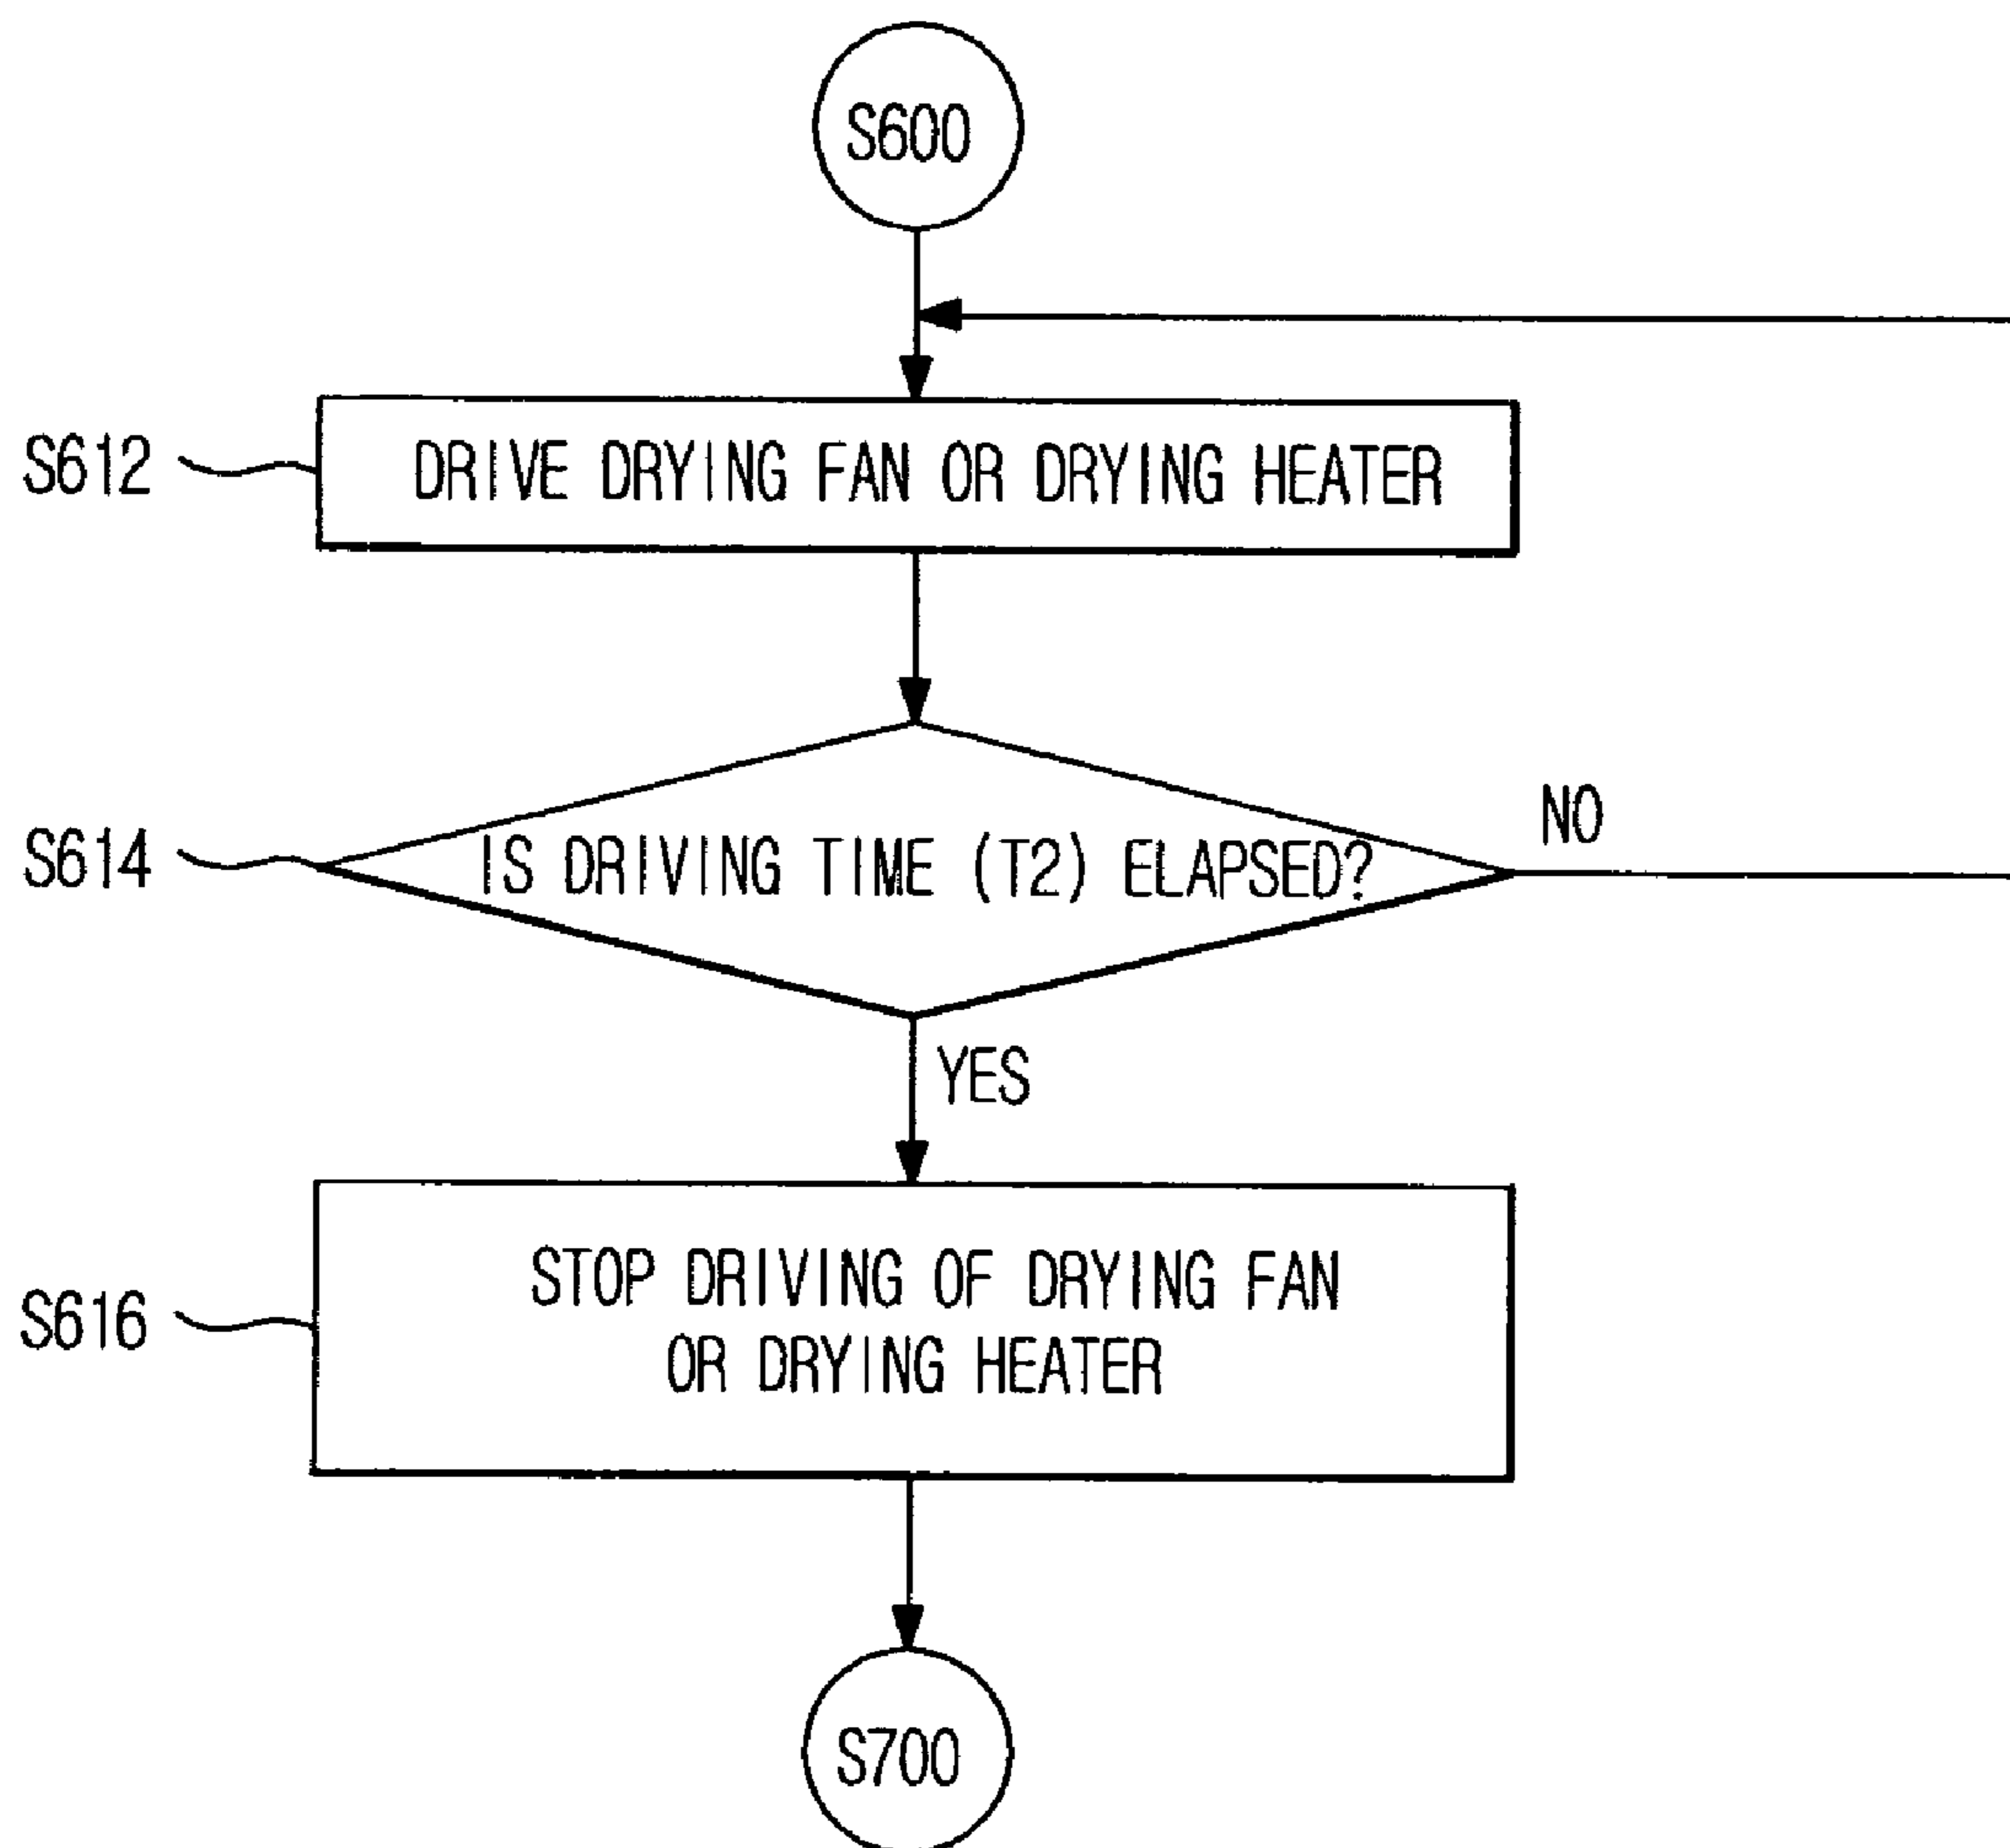 S600
S612
DRIVE DRYING FAN OR DRYING HEATER
S614
IS DRIVING TIME (T2) ELAPSED?
NO
YES
S616
STOP DRIVING OF DRYING FAN
OR DRYING HEATER
S700